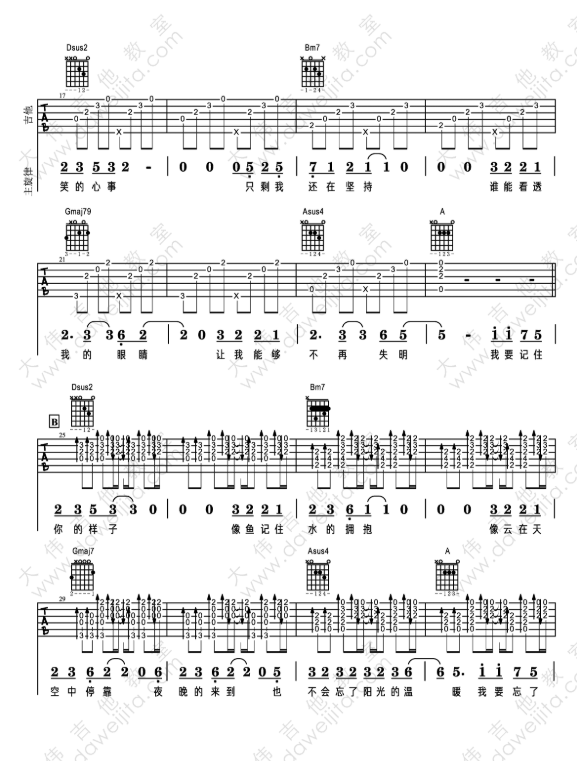 Dsus2 Bm7
17
吉他 T A B
主旋律 2 3 5 3 2 - | 0 0 0 5 2 5 | 7 1 2 1 1 1 0 | 0 0 3 2 2 1
笑的心事 只剩我 还在坚持 谁能看透
Gmaj79 Asus4 A
21
T A B
2. 3 3 6 2 | 2 0 3 2 2 1 | 2. 3 3 6 5 | 5 - i i 7 5
我的眼睛 让我能够 不再失明 我要记住
Dsus2 Bm7
B
25
T A B
2 3 5 3 3 0 | 0 0 3 2 2 1 | 2 3 6 1 1 0 | 0 0 3 2 2 1
你的样子 像鱼记住 水的拥抱 像云在天
Gmaj7 Asus4 A
29
T A B
2 3 6 2 2 0 6 | 2 3 6 2 2 0 5 | 3 2 3 2 3 2 3 6 | 6 5. i i 7 5
空中停靠 夜 晚的来到 也 不会忘了阳光的温 暖 我要忘了
大伟吉他教室
www.daweijita.com